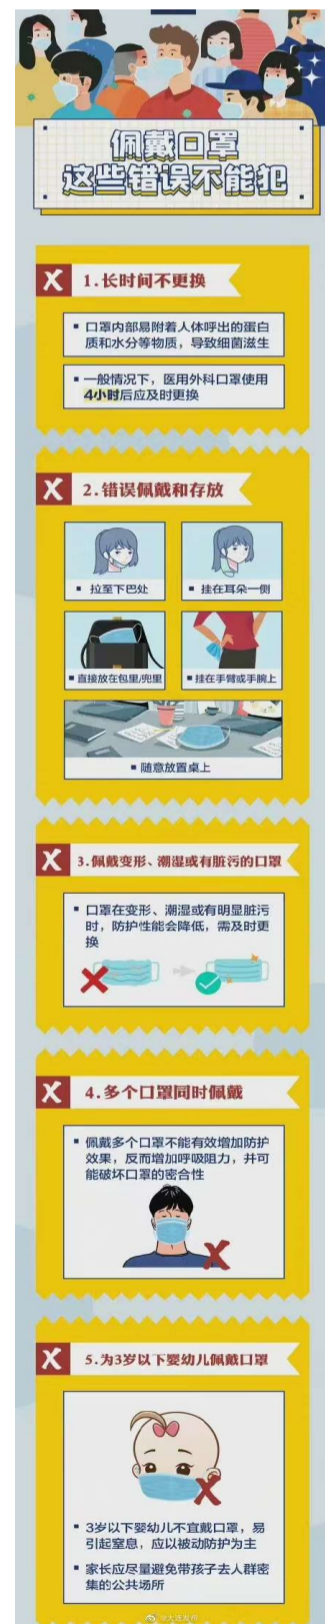 佩戴口罩
这些错误不能犯
X
1.长时间不更换
▪ 口罩内部易附着人体呼出的蛋白
质和水分等物质，导致细菌滋生
▪ 一般情况下，医用外科口罩使用
4小时后应及时更换
X
2.错误佩戴和存放
▪ 拉至下巴处
▪ 挂在耳朵一侧
▪ 直接放在包里/兜里
▪ 挂在手臂或手腕上
▪ 随意放置桌上
X
3.佩戴变形、潮湿或有脏污的口罩
▪ 口罩在变形、潮湿或有明显脏污
时，防护性能会降低，需及时更
换
X
4.多个口罩同时佩戴
▪ 佩戴多个口罩不能有效增加防护
效果，反而增加呼吸阻力，并可
能破坏口罩的密合性
X
5.为3岁以下婴幼儿佩戴口罩
▪ 3岁以下婴幼儿不宜戴口罩，易
引起窒息，应以被动防护为主
▪ 家长应尽量避免带孩子去人群密
集的公共场所
@大连发布